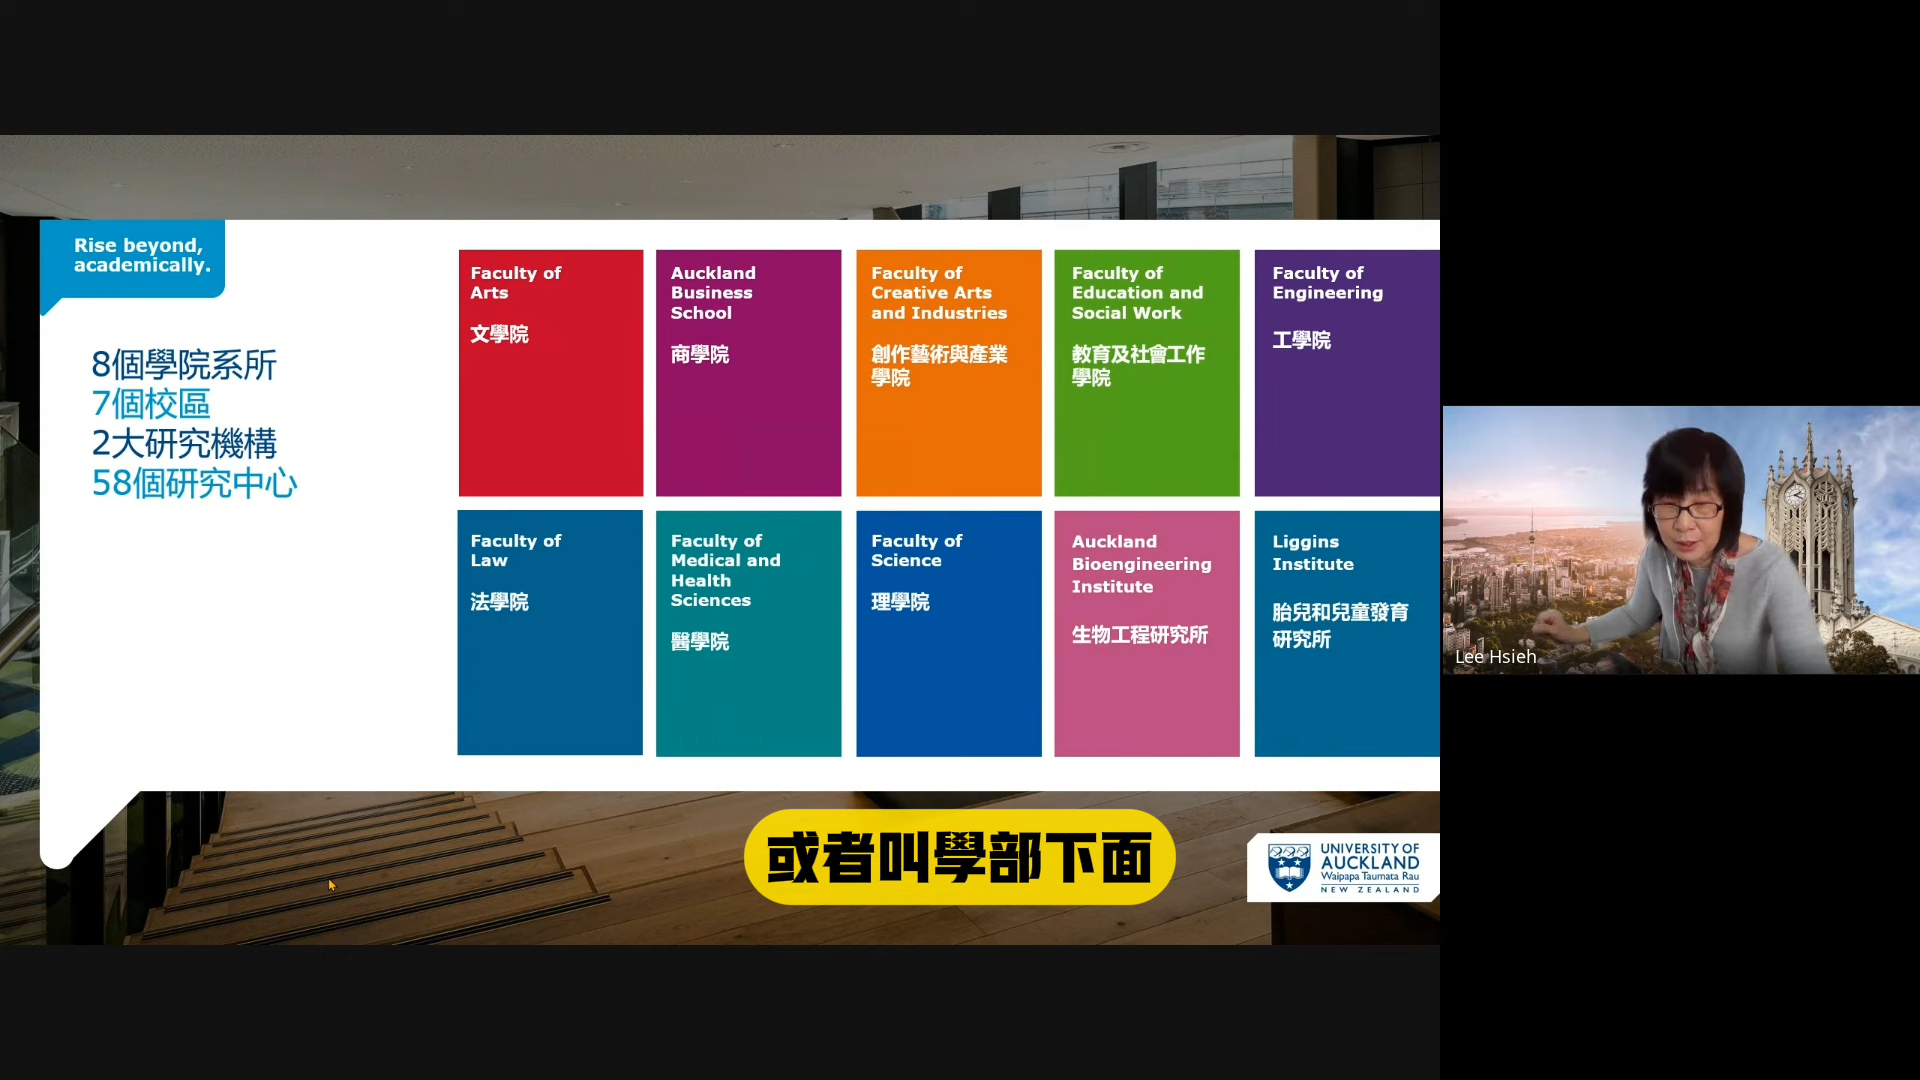 Rise beyond,
academically.
8個學院系所
7個校區
2大研究機構
58個研究中心
Faculty of
Arts
文學院
Auckland
Business
School
商學院
Faculty of
Creative Arts
and Industries
創作藝術與產業
學院
Faculty of
Education and
Social Work
教育及社會工作
學院
Faculty of
Engineering
工學院
Faculty of
Law
法學院
Faculty of
Medical and
Health
Sciences
醫學院
Faculty of
Science
理學院
Auckland
Bioengineering
Institute
生物工程研究所
Liggins
Institute
胎兒和兒童發育
研究所
或者叫學部下面
UNIVERSITY OF
AUCKLAND
Waipapa Taumata Rau
NEW ZEALAND
Lee Hsieh